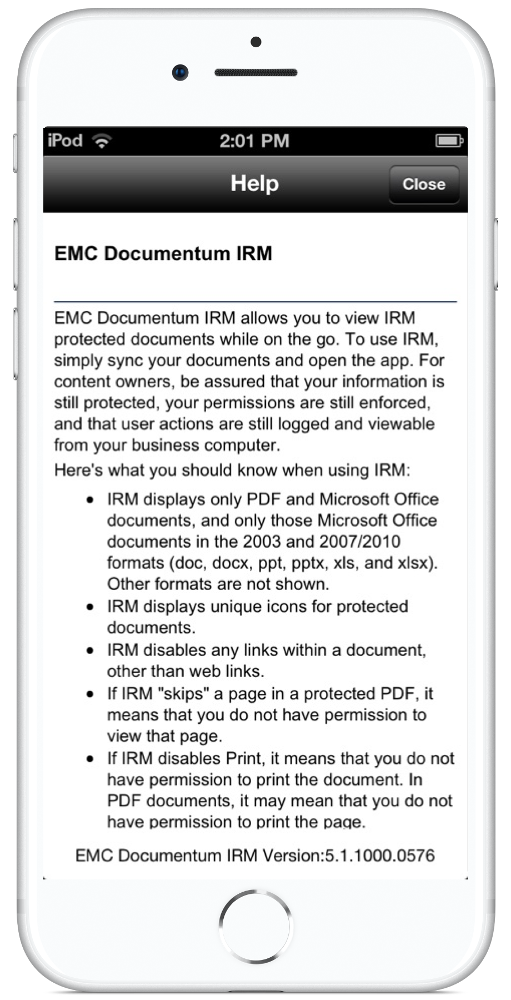 iPod 2:01 PM
Help Close
EMC Documentum IRM
EMC Documentum IRM allows you to view IRM
protected documents while on the go. To use IRM,
simply sync your documents and open the app. For
content owners, be assured that your information is
still protected, your permissions are still enforced,
and that user actions are still logged and viewable
from your business computer.
Here's what you should know when using IRM:
• IRM displays only PDF and Microsoft Office
documents, and only those Microsoft Office
documents in the 2003 and 2007/2010
formats (doc, docx, ppt, pptx, xls, and xlsx).
Other formats are not shown.
• IRM displays unique icons for protected
documents.
• IRM disables any links within a document,
other than web links.
• If IRM "skips" a page in a protected PDF, it
means that you do not have permission to
view that page.
• If IRM disables Print, it means that you do not
have permission to print the document. In
PDF documents, it may mean that you do not
have permission to print the page.
EMC Documentum IRM Version:5.1.1000.0576